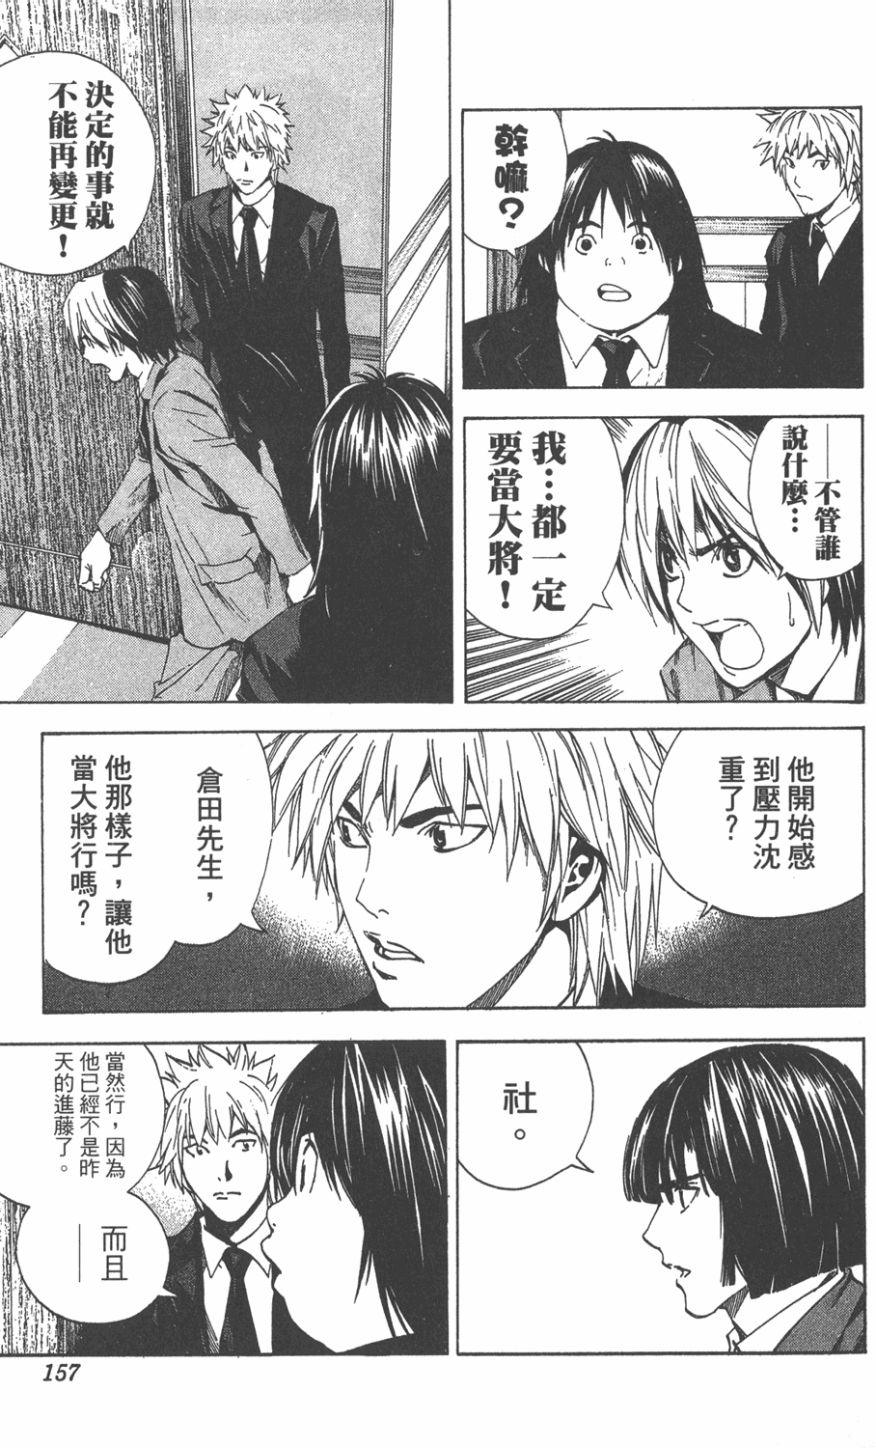 幹嘛？
──不管誰
說什麼…
我…都一定
要當大將！
決定的事就
不能再變更！
他開始感
到壓力沈
重了？
倉田先生，
他那樣子，讓他
當大將行嗎？
社。
當然行，因為
他已經不是昨
天的進藤了。
而且
──
157